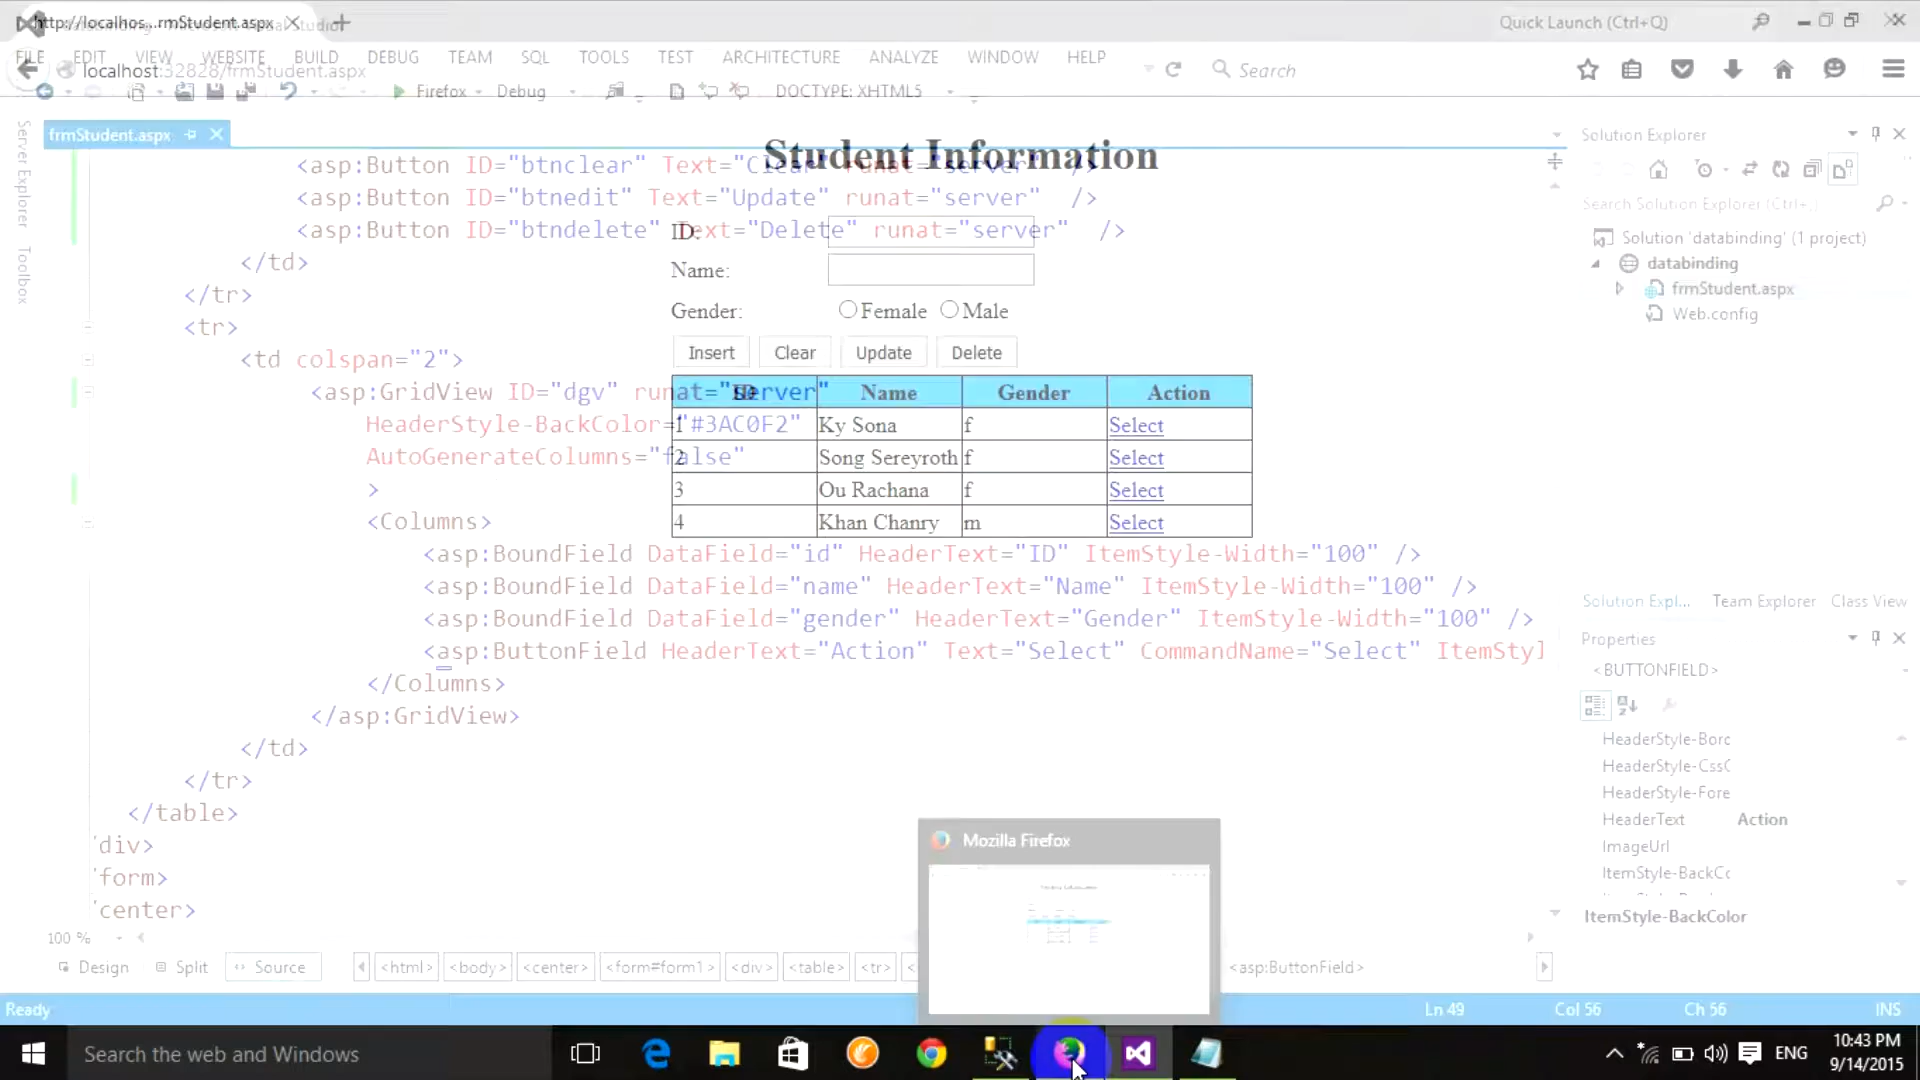 http://localhos...rmStudent.aspx
Quick Launch (Ctrl+Q)
FILE EDIT VIEW WEBSITE BUILD DEBUG TEAM SQL TOOLS TEST ARCHITECTURE ANALYZE WINDOW HELP
localhost:32828/frmStudent.aspx
Search
Firefox Debug DOCTYPE: XHTML5
Server Explorer
Toolbox
frmStudent.aspx
Student Information
<asp:Button ID="btnclear" Text="Clear" runat="server" />
<asp:Button ID="btnedit" Text="Update" runat="server" />
<asp:Button ID="btndelete" Text="Delete" runat="server" />
</td>
</tr>
<tr>
<td colspan="2">
<asp:GridView ID="dgv" runat="server"
HeaderStyle-BackColor="#3AC0F2"
AutoGenerateColumns="false"
>
<Columns>
<asp:BoundField DataField="id" HeaderText="ID" ItemStyle-Width="100" />
<asp:BoundField DataField="name" HeaderText="Name" ItemStyle-Width="100" />
<asp:BoundField DataField="gender" HeaderText="Gender" ItemStyle-Width="100" />
<asp:ButtonField HeaderText="Action" Text="Select" CommandName="Select" ItemStyl
</Columns>
</asp:GridView>
</td>
</tr>
</table>
/div>
/form>
/center>
ID:
Name:
Gender: Female Male
Insert Clear Update Delete
ID Name Gender Action
1 Ky Sona f Select
2 Song Sereyroth f Select
3 Ou Rachana f Select
4 Khan Chanry m Select
Solution Explorer
Search Solution Explorer (Ctrl+
Solution 'databinding' (1 project)
databinding
frmStudent.aspx
Web.config
Solution Expl... Team Explorer Class View
Properties
<BUTTONFIELD>
HeaderStyle-Borc
HeaderStyle-CssC
HeaderStyle-Fore
HeaderText Action
ImageUrl
ItemStyle-BackCc
ItemStyle-BackColor
Mozilla Firefox
100 %
Design Split Source
<html> <body> <center> <form#form1> <div> <table> <tr> <asp:ButtonField>
Ready Ln 49 Col 56 Ch 56 INS
Search the web and Windows
ENG
10:43 PM
9/14/2015